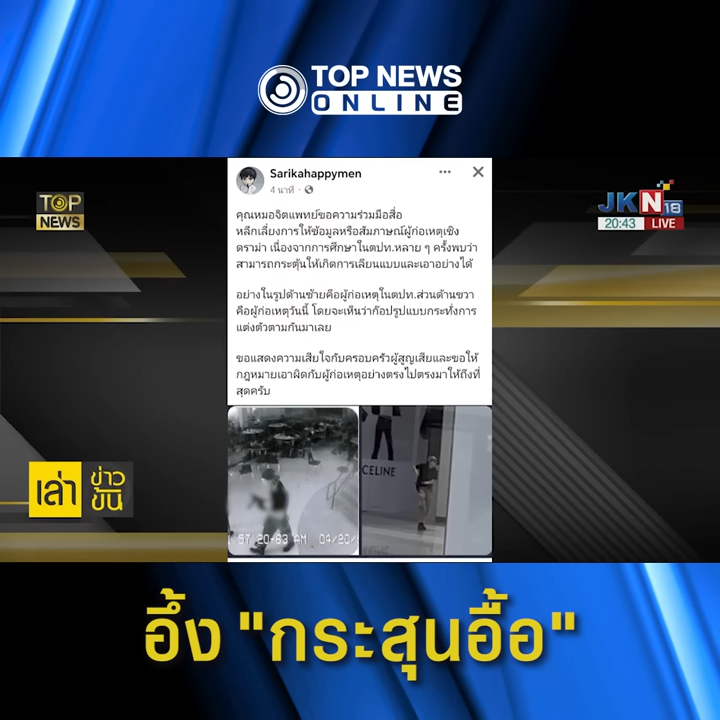 TOP NEWS
ONLINE
Sarikahappymen
4 นาที
TOP
NEWS
JKN18
20:43 LIVE
คุณหมอจิตแพทย์ขอความร่วมมือสื่อ
หลีกเลี่ยงการให้ข้อมูลหรือสัมภาษณ์ผู้ก่อเหตุเชิง
ดราม่า เนื่องจากการศึกษาในตปท.หลาย ๆ ครั้งพบว่า
สามารถกระตุ้นให้เกิดการเลียนแบบและเอาอย่างได้
อย่างในรูปด้านซ้ายคือผู้ก่อเหตุในตปท.ส่วนด้านขวา
คือผู้ก่อเหตุวันนี้ โดยจะเห็นว่าก๊อปรูปแบบกระทั่งการ
แต่งตัวตามกันมาเลย
ขอแสดงความเสียใจกับครอบครัวผู้สูญเสียและขอให้
กฎหมายเอาผิดกับผู้ก่อเหตุอย่างตรงไปตรงมาให้ถึงที่
สุดครับ
CELINE
เล่า
ข่าว
ข้น
อึ้ง "กระสุนอื้อ"